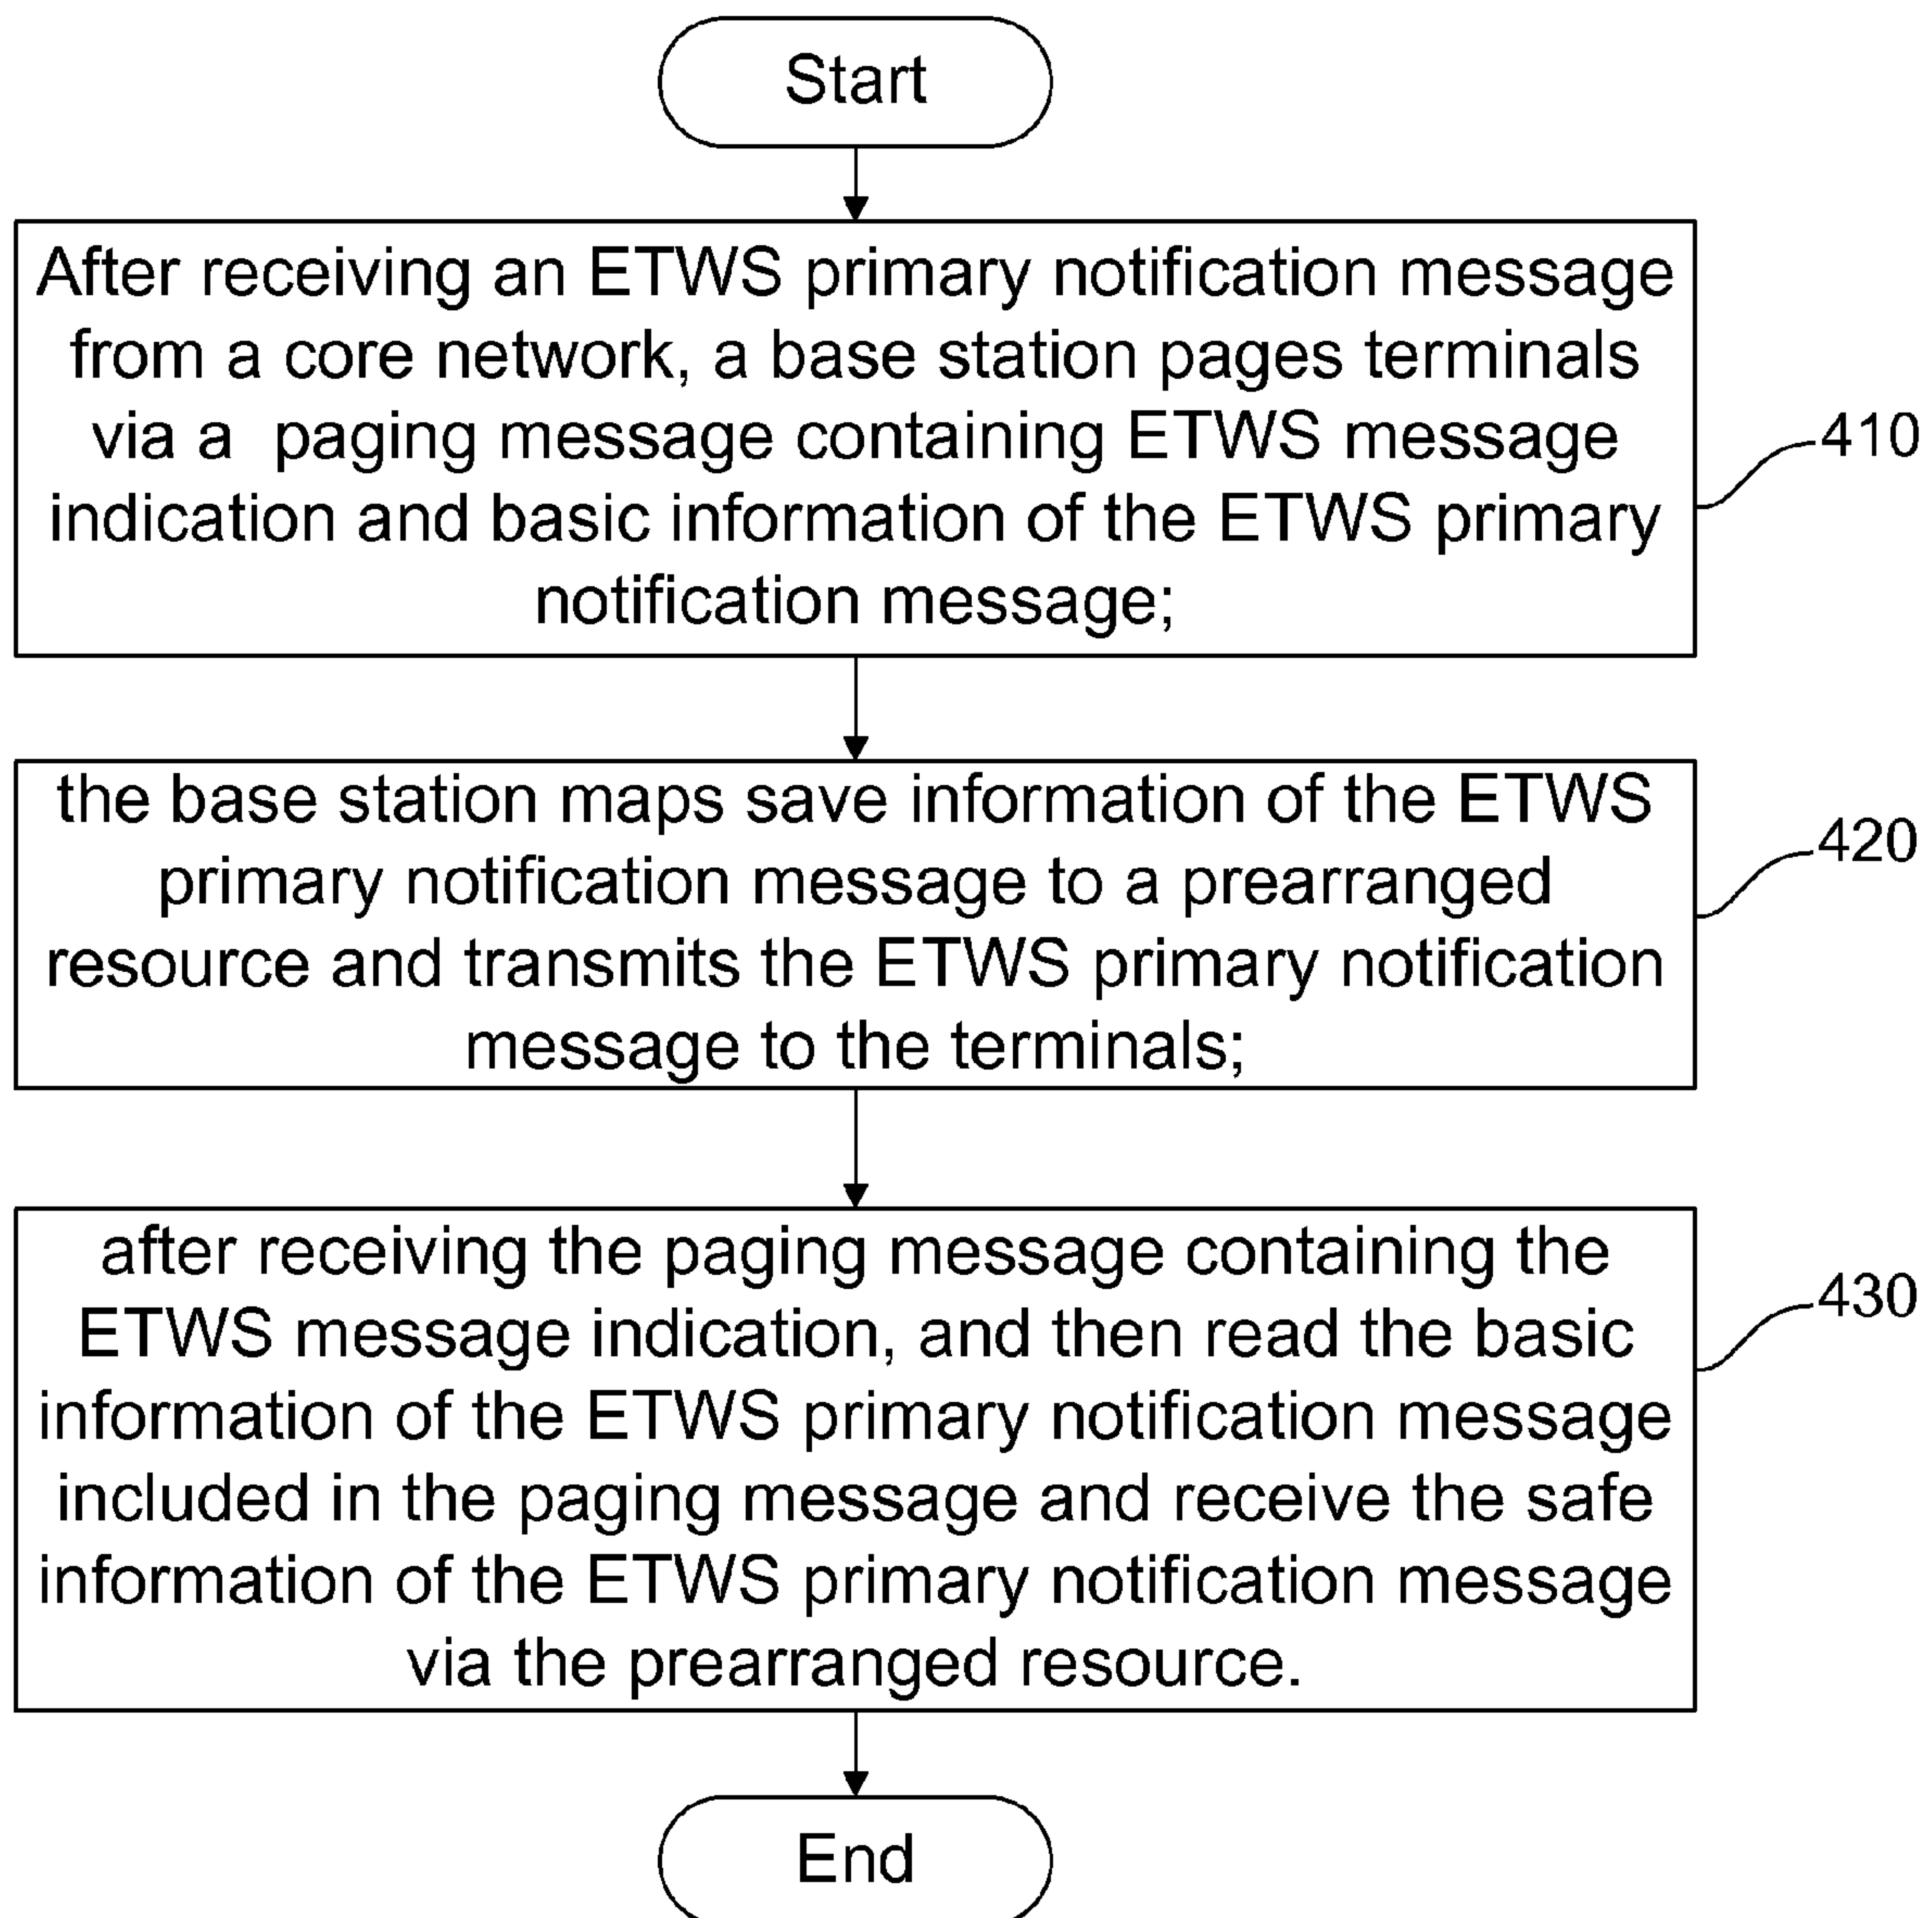 Start
After receiving an ETWS primary notification message
from a core network, a base station pages terminals
via a paging message containing ETWS message
indication and basic information of the ETWS primary
notification message;
410
the base station maps save information of the ETWS
primary notification message to a prearranged
resource and transmits the ETWS primary notification
message to the terminals;
420
after receiving the paging message containing the
ETWS message indication, and then read the basic
information of the ETWS primary notification message
included in the paging message and receive the safe
information of the ETWS primary notification message
via the prearranged resource.
430
End